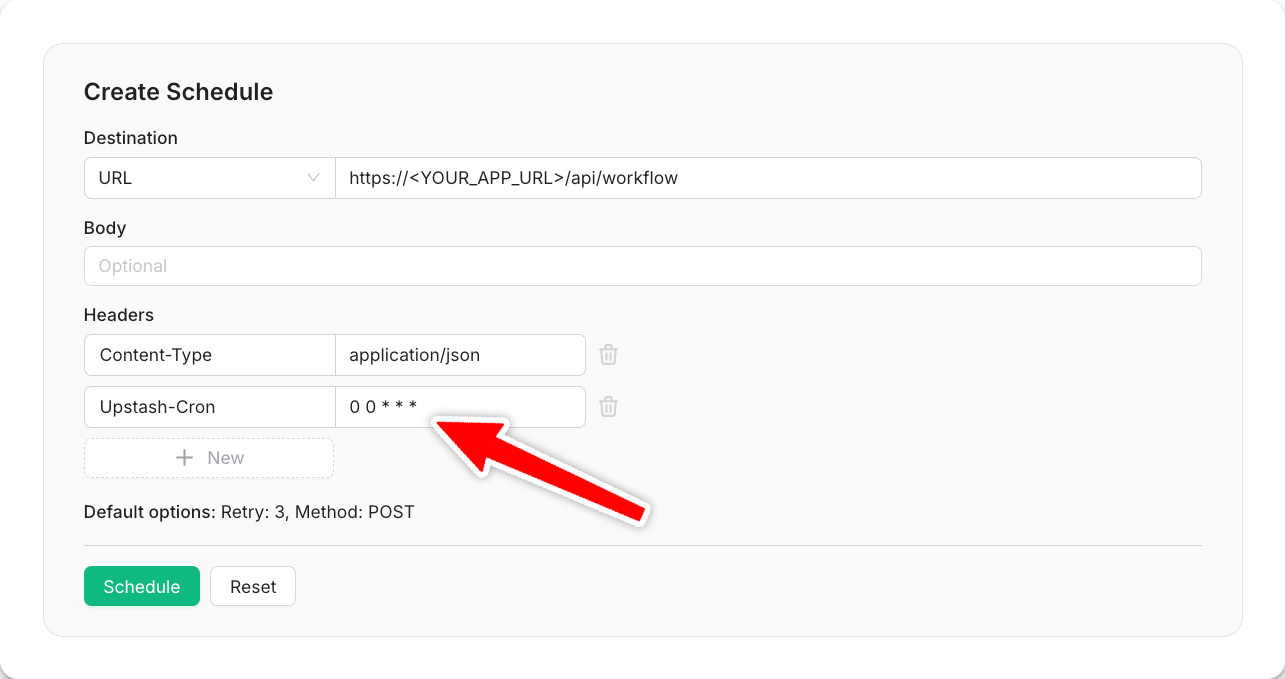 Create Schedule
Destination
URL https://<YOUR_APP_URL>/api/workflow
Body
Optional
Headers
Content-Type application/json
Upstash-Cron 0 0 * * *
+ New
Default options: Retry: 3, Method: POST
Schedule Reset